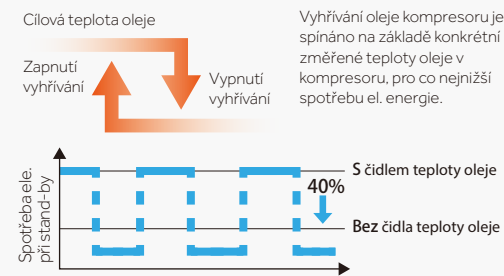 Cílová teplota oleje
Zapnutí
vyhřívání
Vypnutí
vyhřívání
Vyhřívání oleje kompresoru je
spínáno na základě konkrétní
změřené teploty oleje v
kompresoru, pro co nejnižší
spotřebu el. energie.
Spotřeba ele.
při stand-by
S čidlem teploty oleje
40%
Bez čidla teploty oleje